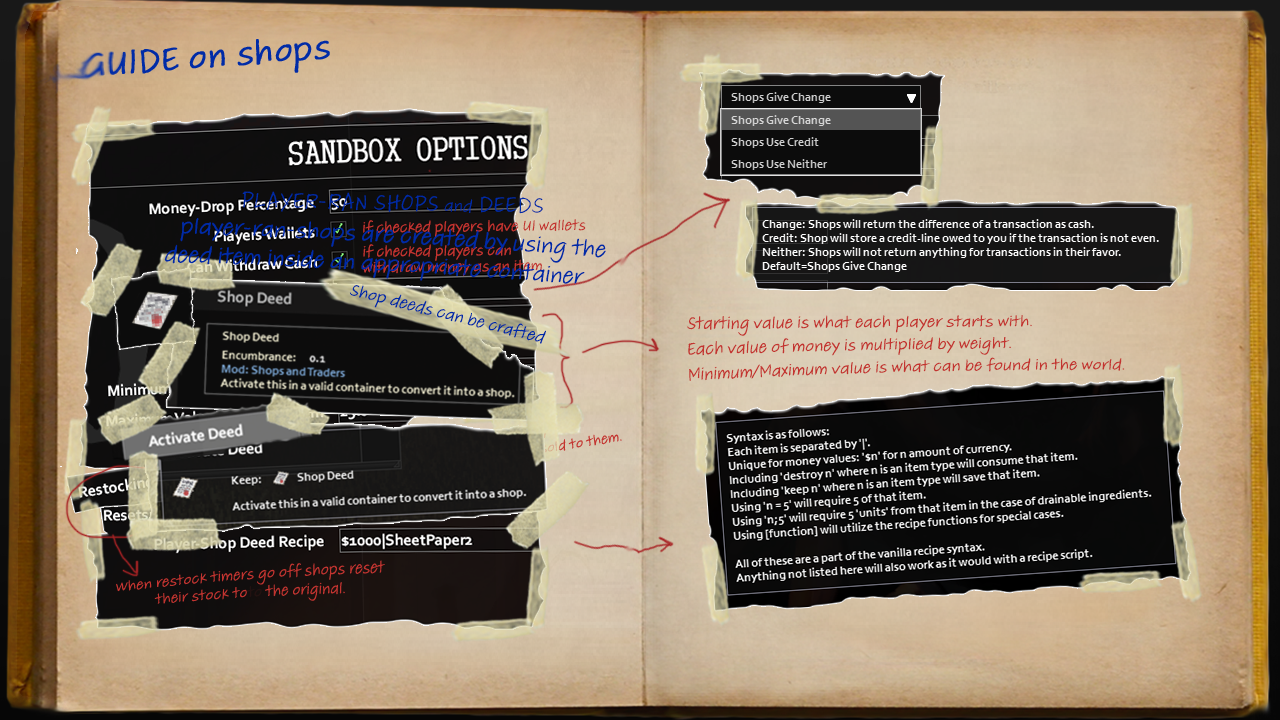 GUIDE on shops
SANDBOX OPTIONS
Money-Drop Percentage 50
PLAYER-RAN SHOPS and DEEDS
Players Wallets
if checked players have UI wallets
player-ran shops are created by using the
Can Withdraw Cash
if checked players can
withdraw money as an item
deed item inside an appropriate container
Shop Deed
Shop deeds can be crafted
Shop Deed
Encumbrance: 0.1
Mod: Shops and Traders
Activate this in a valid container to convert it into a shop.
Minimum
Activate Deed
Deed
to them.
Keep: Shop Deed
Activate this in a valid container to convert it into a shop.
Restocking
Resets
Player-Shop Deed Recipe $1000|SheetPaper2
when restock timers go off shops reset
their stock to the original.
Shops Give Change
Shops Give Change
Shops Use Credit
Shops Use Neither
Change: Shops will return the difference of a transaction as cash.
Credit: Shop will store a credit-line owed to you if the transaction is not even.
Neither: Shops will not return anything for transactions in their favor.
Default=Shops Give Change
Starting value is what each player starts with.
Each value of money is multiplied by weight.
Minimum/Maximum value is what can be found in the world.
Syntax is as follows:
Each item is separated by '|'.
Unique for money values: '$n' for n amount of currency.
Including 'destroy n' where n is an item type will consume that item.
Including 'keep n' where n is an item type will save that item.
Using 'n = 5' will require 5 of that item.
Using 'n;5' will require 5 'units' from that item in the case of drainable ingredients.
Using [function] will utilize the recipe functions for special cases.
All of these are a part of the vanilla recipe syntax.
Anything not listed here will also work as it would with a recipe script.